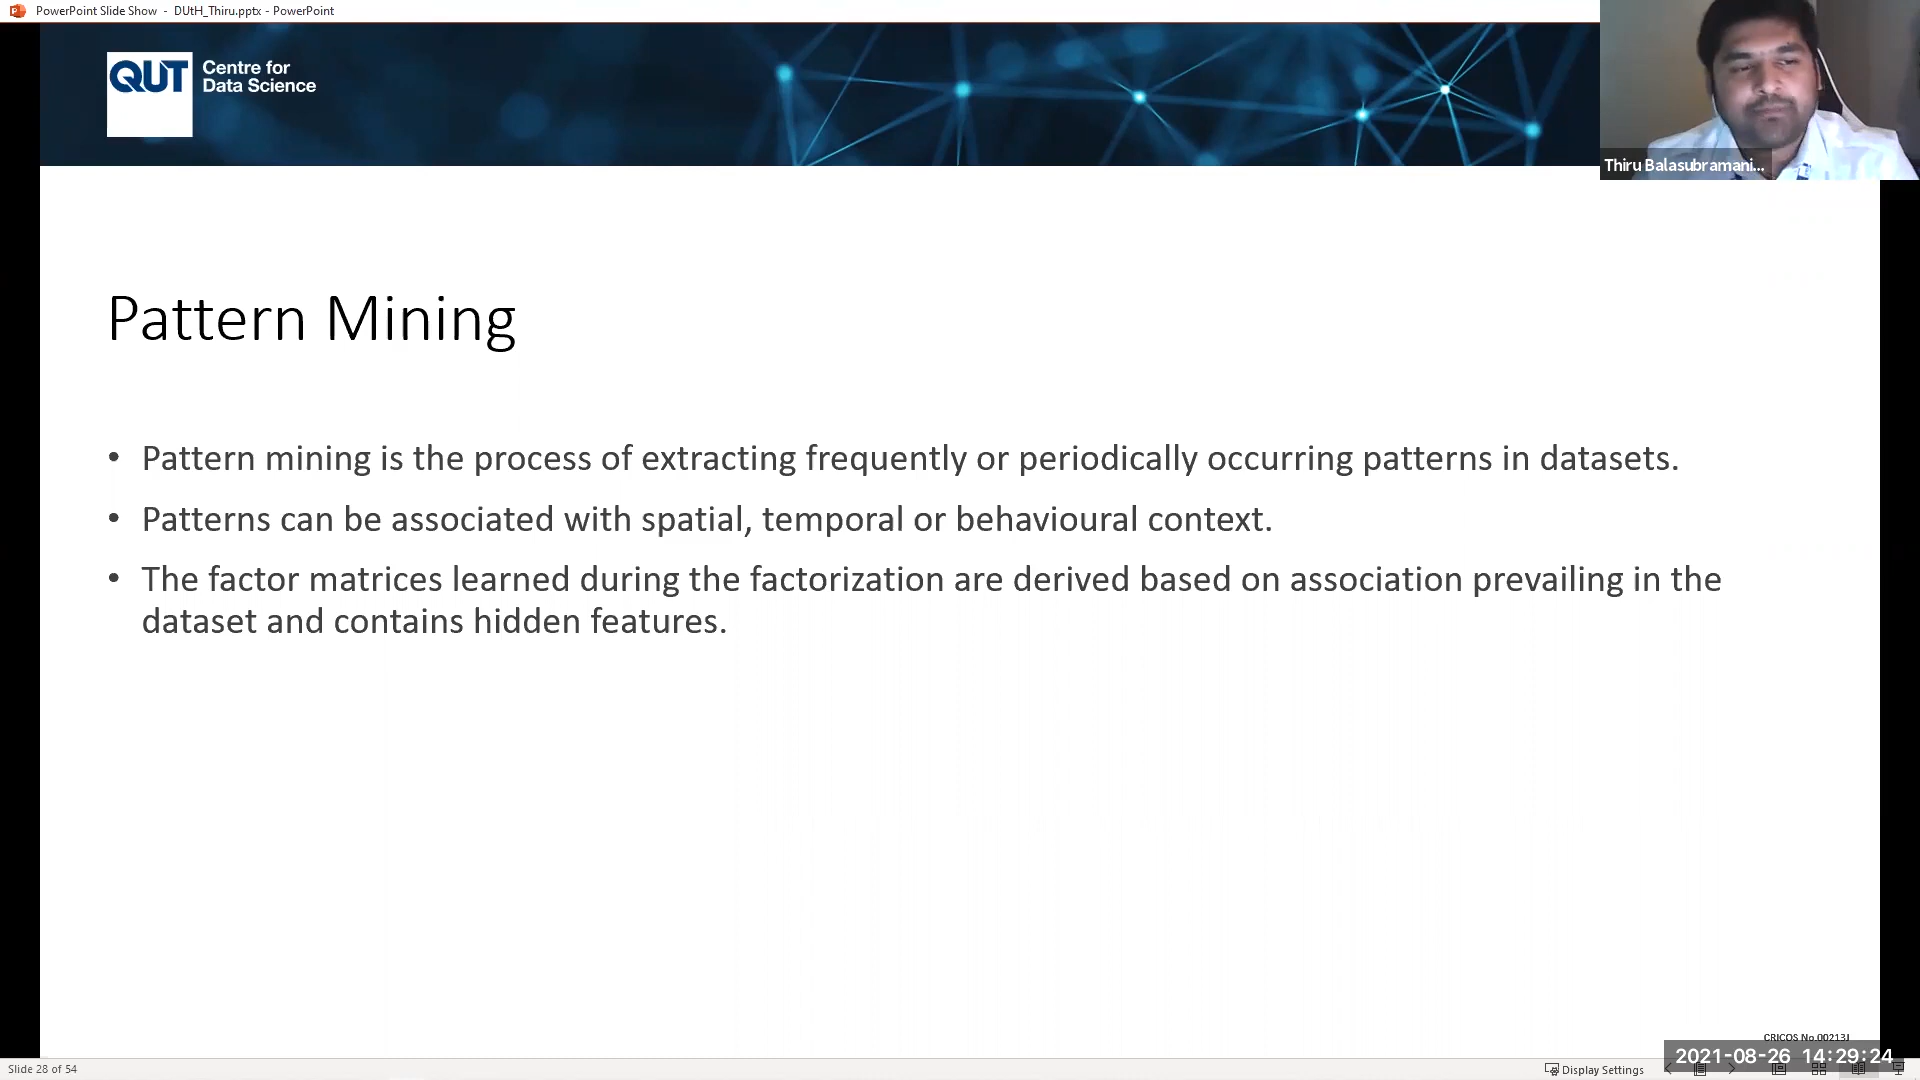 PowerPoint Slide Show - DUtH_Thiru.pptx - PowerPoint
QUT
Centre for
Data Science
Thiru Balasubramani...
Pattern Mining
• Pattern mining is the process of extracting frequently or periodically occurring patterns in datasets.
• Patterns can be associated with spatial, temporal or behavioural context.
• The factor matrices learned during the factorization are derived based on association prevailing in the
dataset and contains hidden features.
CRICOS No.00213J
2021-08-26 14:29:24
Slide 28 of 54
Display Settings